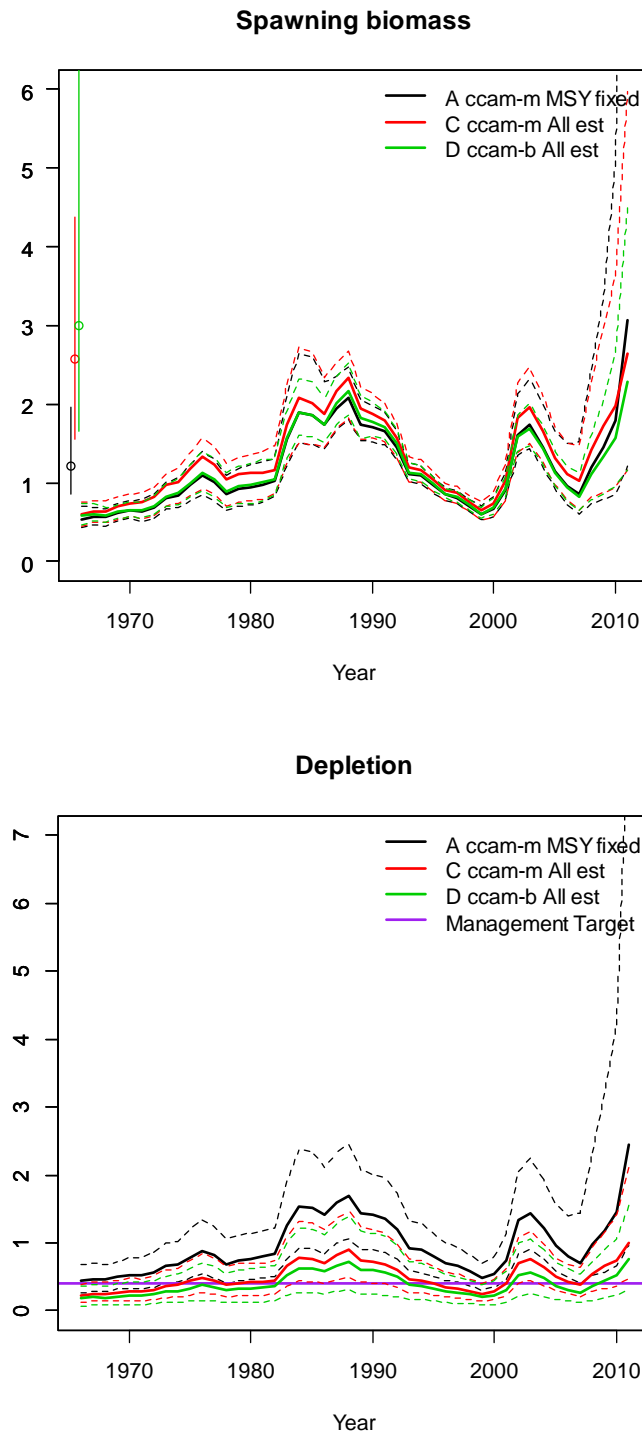 Spawning biomass
6
5
4
3
2
1
0
A ccam-m MSY fixed
C ccam-m All est
D ccam-b All est
1970 1980 1990 2000 2010
Year
Depletion
7
6
5
4
3
2
1
0
A ccam-m MSY fixed
C ccam-m All est
D ccam-b All est
Management Target
1970 1980 1990 2000 2010
Year